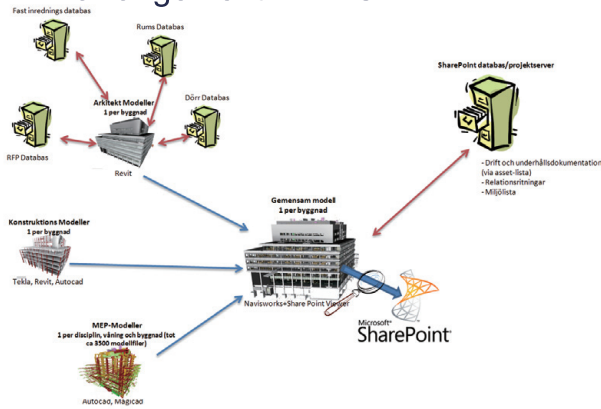 Fast inrednings databas
Rums Databas
SharePoint databas/projektserver
Arkitekt Modeller
1 per byggnad
Dörr Databas
RFP Databas
Revit
- Drift och underhållsdokumentation
(via asset-lista)
- Relationsritningar
- Miljölista
Gemensam modell
1 per byggnad
Konstruktions Modeller
1 per byggnad
Tekla, Revit, Autocad
Navisworks+Share Point Viewer
Microsoft®
SharePoint®
MEP-Modeller
1 per disciplin, våning och byggnad (tot
ca 3500 modellfiler)
Autocad, Magicad